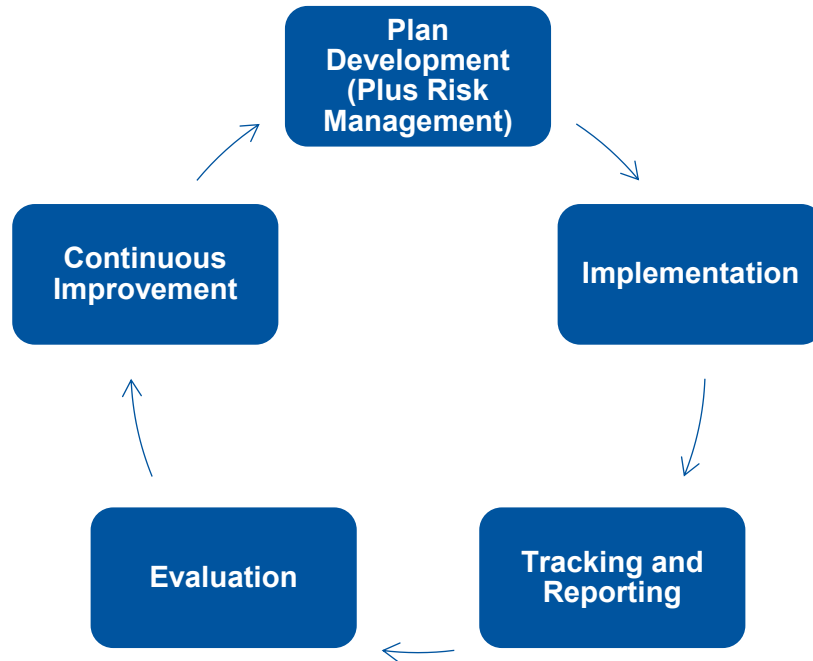 Plan
Development
(Plus Risk
Management)
Implementation
Tracking and
Reporting
Evaluation
Continuous
Improvement